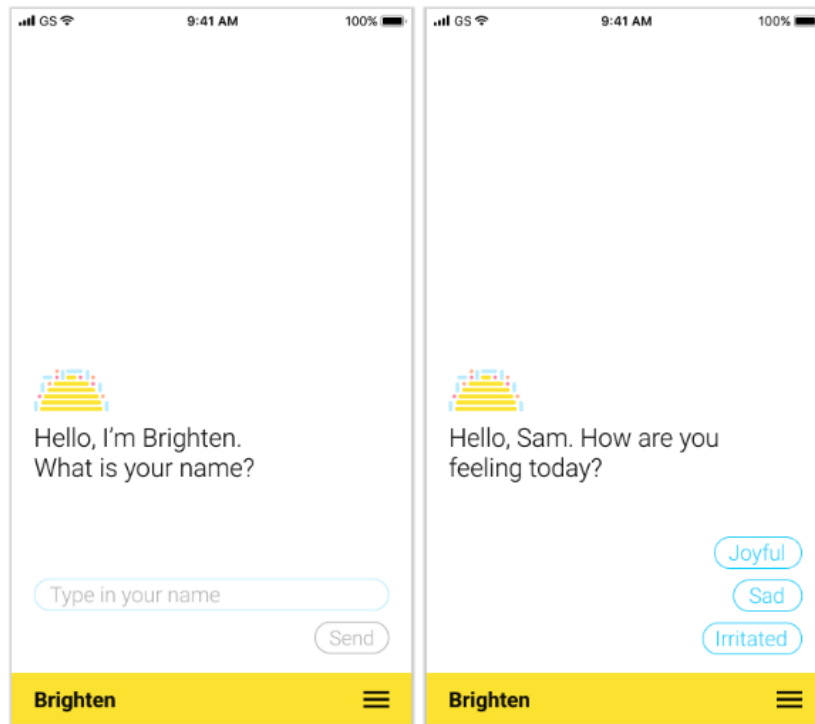 GS 9:41 AM 100%
Hello, I'm Brighten.
What is your name?
Type in your name
Send
Brighten
GS 9:41 AM 100%
Hello, Sam. How are you
feeling today?
Joyful
Sad
Irritated
Brighten